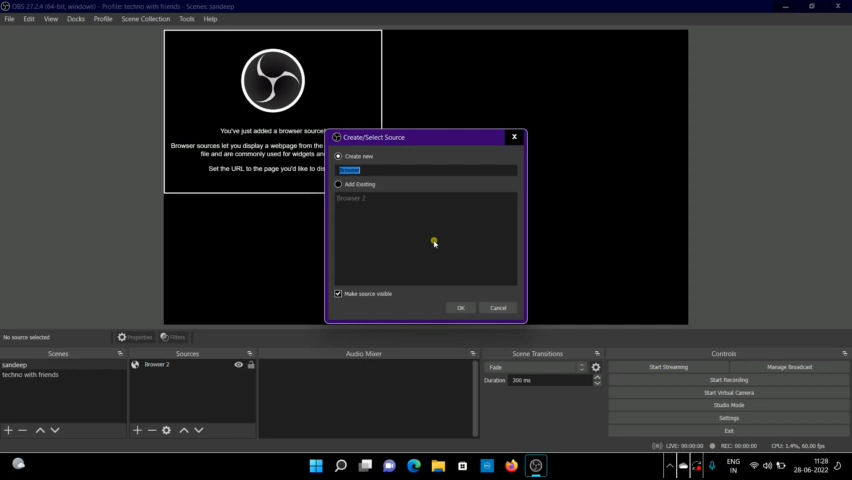 OBS 27.2.4 (64-bit, windows) - Profile: techno with friends - Scenes: sandeep
File Edit View Docks Profile Scene Collection Tools Help
You've just added a browser source!
Browser sources let you display a webpage from the
file and are commonly used for widgets an
Set the URL to the page you'd like to dis
Create/Select Source X
Create new
Browser
Add Existing
Browser 2
Make source visible
OK Cancel
No source selected Properties Filters
Scenes Sources Audio Mixer Scene Transitions Controls
sandeep
techno with friends
Browser 2
Fade
Duration 300 ms
Start Streaming Manage Broadcast
Start Recording
Start Virtual Camera
Studio Mode
Settings
Exit
LIVE: 00:00:00 REC: 00:00:00 CPU: 1.4%, 60.00 fps
ENG
IN
11:28
28-06-2022